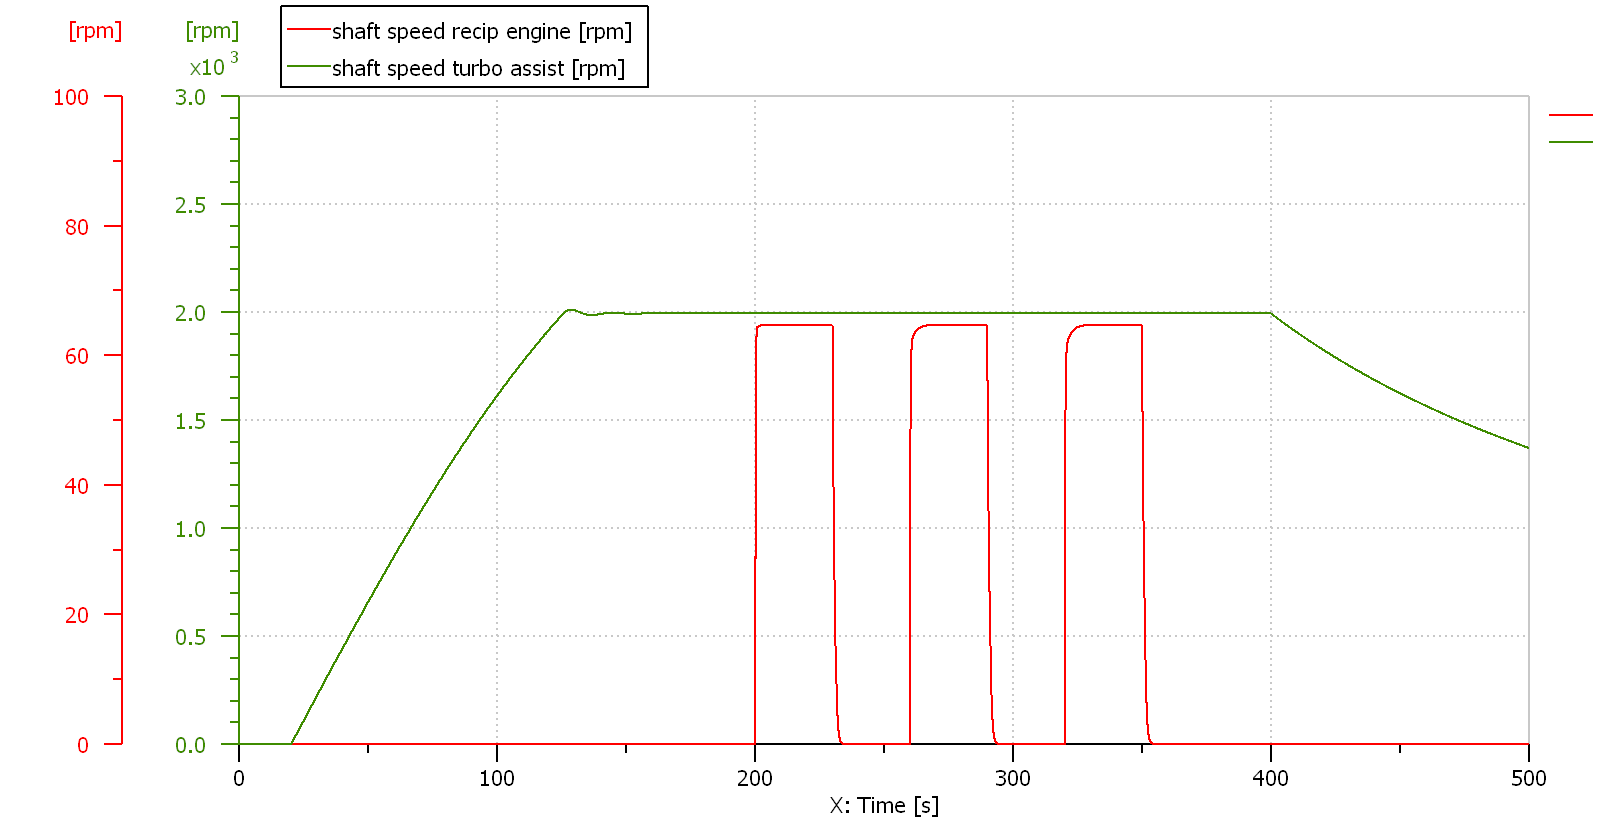 [rpm] [rpm]
x10 3
shaft speed recip engine [rpm]
shaft speed turbo assist [rpm]
100 3.0
2.5
80
2.0
60
1.5
40
1.0
20
0.5
0 0.0
0 100 200 300 400 500
X: Time [s]